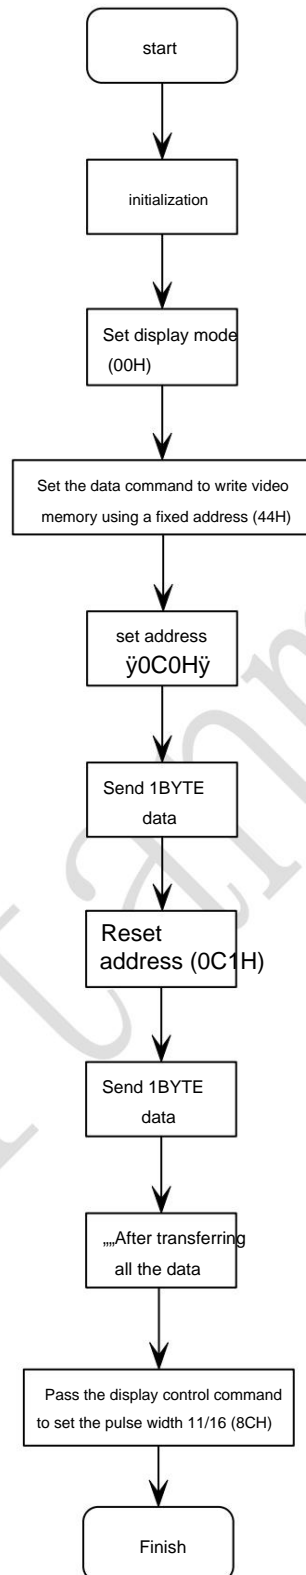 start
initialization
Set display mode
(00H)
Set the data command to write video
memory using a fixed address (44H)
set address
ÿ0C0Hÿ
Send 1BYTE
data
Reset
address (0C1H)
Send 1BYTE
data
„„After transferring
all the data
Pass the display control command
to set the pulse width 11/16 (8CH)
Finish